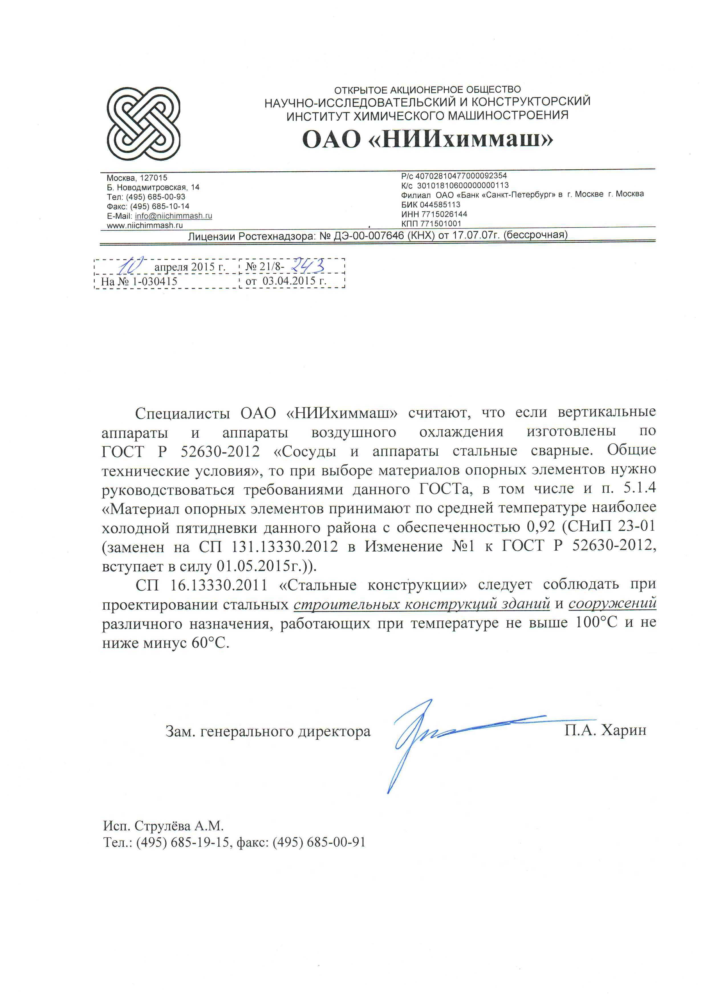 ОТКРЫТОЕ АКЦИОНЕРНОЕ ОБЩЕСТВО
НАУЧНО-ИССЛЕДОВАТЕЛЬСКИЙ И КОНСТРУКТОРСКИЙ
ИНСТИТУТ ХИМИЧЕСКОГО МАШИНОСТРОЕНИЯ
ОАО «НИИхиммаш»
Москва, 127015
Б. Новодмитровская, 14
Тел: (495) 685-00-93
Факс: (495) 685-10-14
E-Mail: info@niichimmash.ru
www.niichimmash.ru
Р/с 40702810477000092354
К/с 30101810600000000113
Филиал ОАО «Банк «Санкт-Петербург» в г. Москве г. Москва
БИК 044585113
ИНН 7715026144
КПП 771501001
Лицензии Ростехнадзора: № ДЭ-00-007646 (КНХ) от 17.07.07г. (бессрочная)
10 апреля 2015 г. № 21/8- 243
На № 1-030415 от 03.04.2015 г.
Специалисты ОАО «НИИхиммаш» считают, что если вертикальные
аппараты и аппараты воздушного охлаждения изготовлены по
ГОСТ Р 52630-2012 «Сосуды и аппараты стальные сварные. Общие
технические условия», то при выборе материалов опорных элементов нужно
руководствоваться требованиями данного ГОСТа, в том числе и п. 5.1.4
«Материал опорных элементов принимают по средней температуре наиболее
холодной пятидневки данного района с обеспеченностью 0,92 (СНиП 23-01
(заменен на СП 131.13330.2012 в Изменение №1 к ГОСТ Р 52630-2012,
вступает в силу 01.05.2015г.)).
СП 16.13330.2011 «Стальные конструкции» следует соблюдать при
проектировании стальных строительных конструкций зданий и сооружений
различного назначения, работающих при температуре не выше 100°С и не
ниже минус 60°С.
Зам. генерального директора П.А. Харин
Исп. Струлёва А.М.
Тел.: (495) 685-19-15, факс: (495) 685-00-91